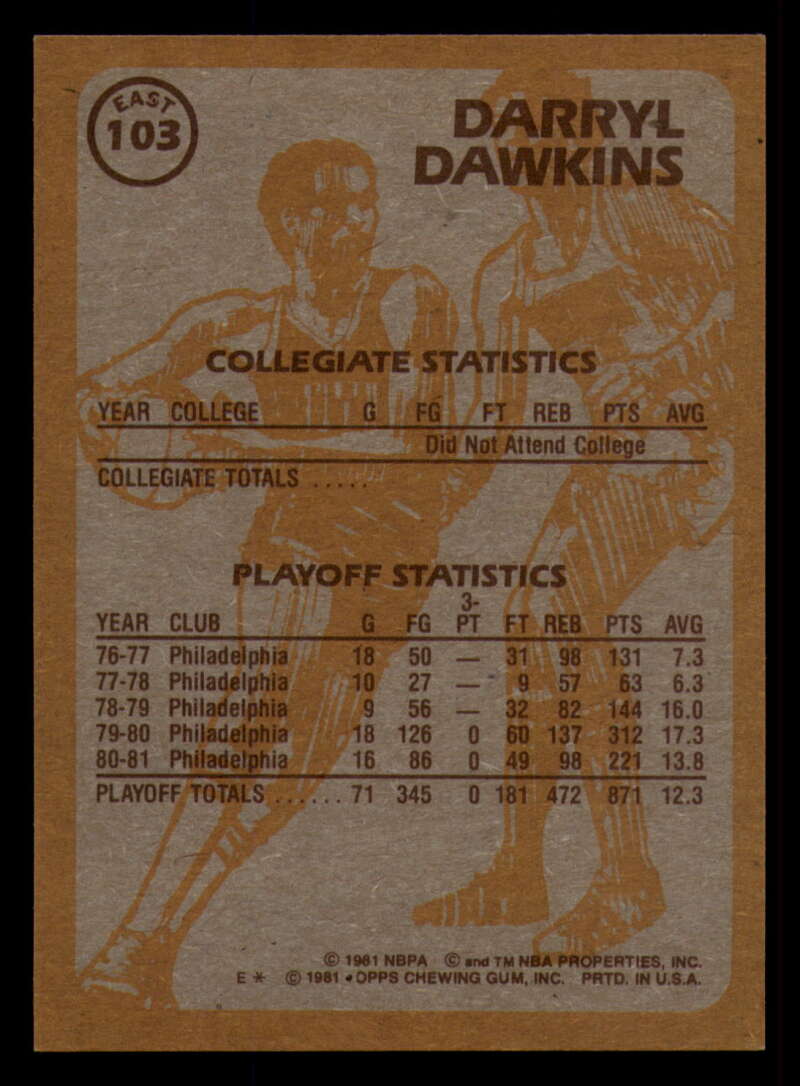 EAST
103
DARRYL
DAWKINS
COLLEGIATE STATISTICS
YEAR COLLEGE G FG FT REB PTS AVG
Did Not Attend College
COLLEGIATE TOTALS .....
PLAYOFF STATISTICS
YEAR CLUB G FG 3-PT FT REB PTS AVG
76-77 Philadelphia 18 50 — 31 98 131 7.3
77-78 Philadelphia 10 27 — 9 57 63 6.3
78-79 Philadelphia 9 56 — 32 82 144 16.0
79-80 Philadelphia 18 126 0 60 137 312 17.3
80-81 Philadelphia 16 86 0 49 98 221 13.8
PLAYOFF TOTALS ...... 71 345 0 181 472 871 12.3
© 1981 NBPA © and TM NBA PROPERTIES, INC.
E * © 1981 OPPS CHEWING GUM, INC. PRTD. IN U.S.A.